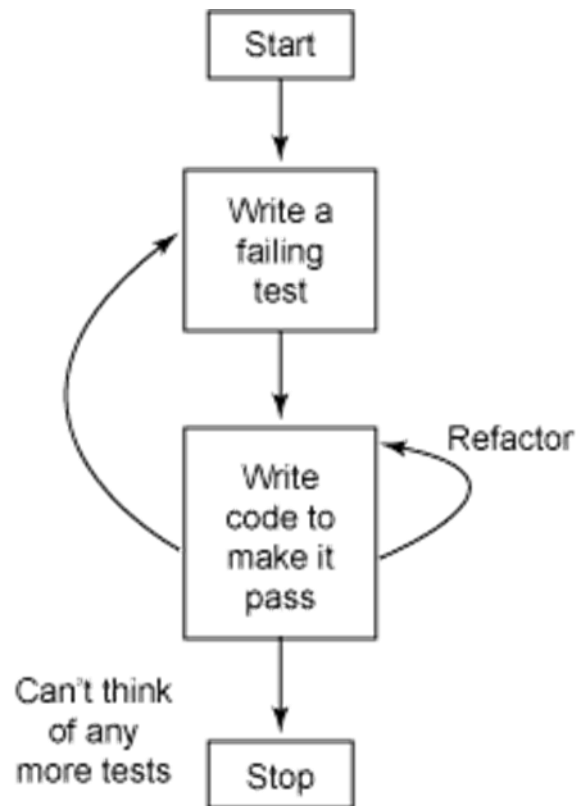 Start
Write a
failing
test
Refactor
Write
code to
make it
pass
Can't think
of any
more tests
Stop